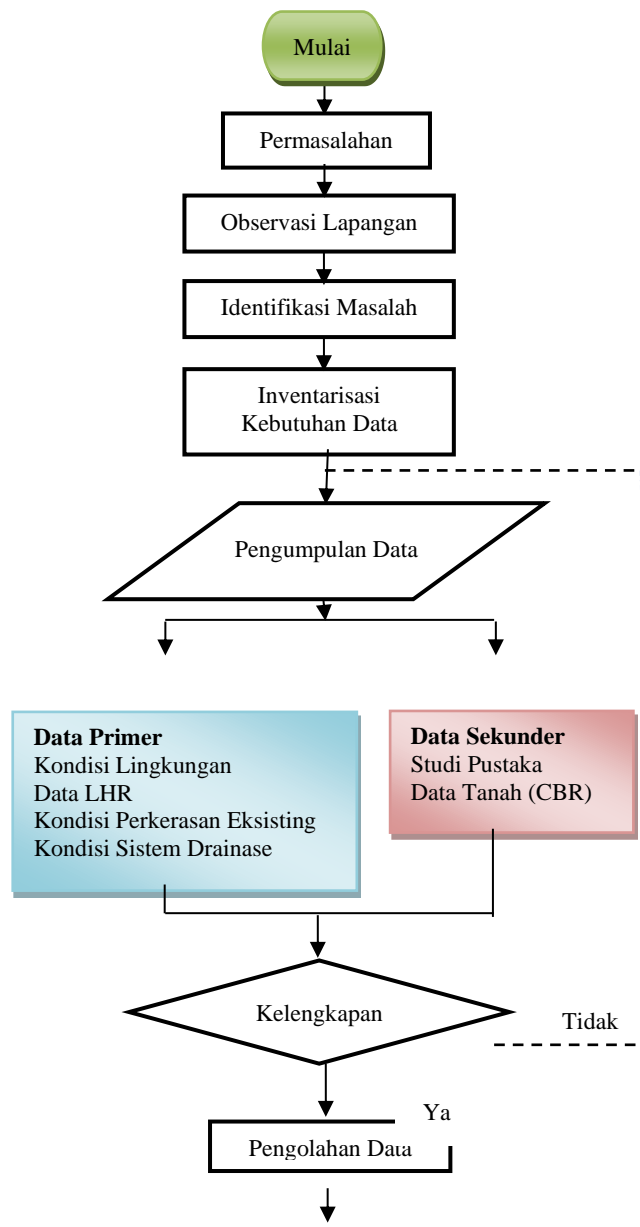 Mulai
Permasalahan
Observasi Lapangan
Identifikasi Masalah
Inventarisasi
Kebutuhan Data
Pengumpulan Data
Data Primer
Kondisi Lingkungan
Data LHR
Kondisi Perkerasan Eksisting
Kondisi Sistem Drainase
Data Sekunder
Studi Pustaka
Data Tanah (CBR)
Kelengkapan
Tidak
Ya
Pengolahan Data